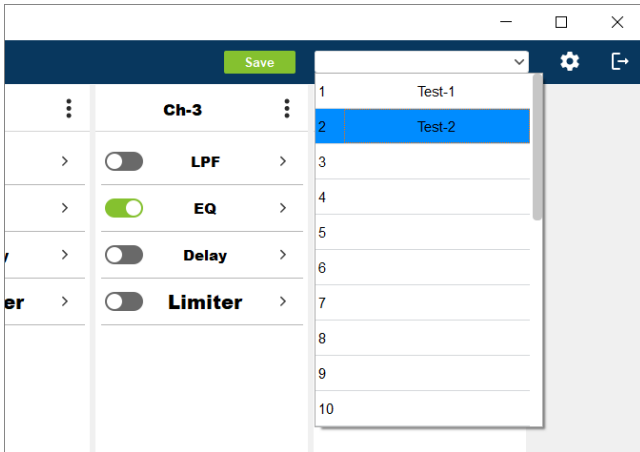 Save
Ch-3
1 Test-1
2 Test-2
3
4
5
6
7
8
9
10
LPF
EQ
Delay
er Limiter